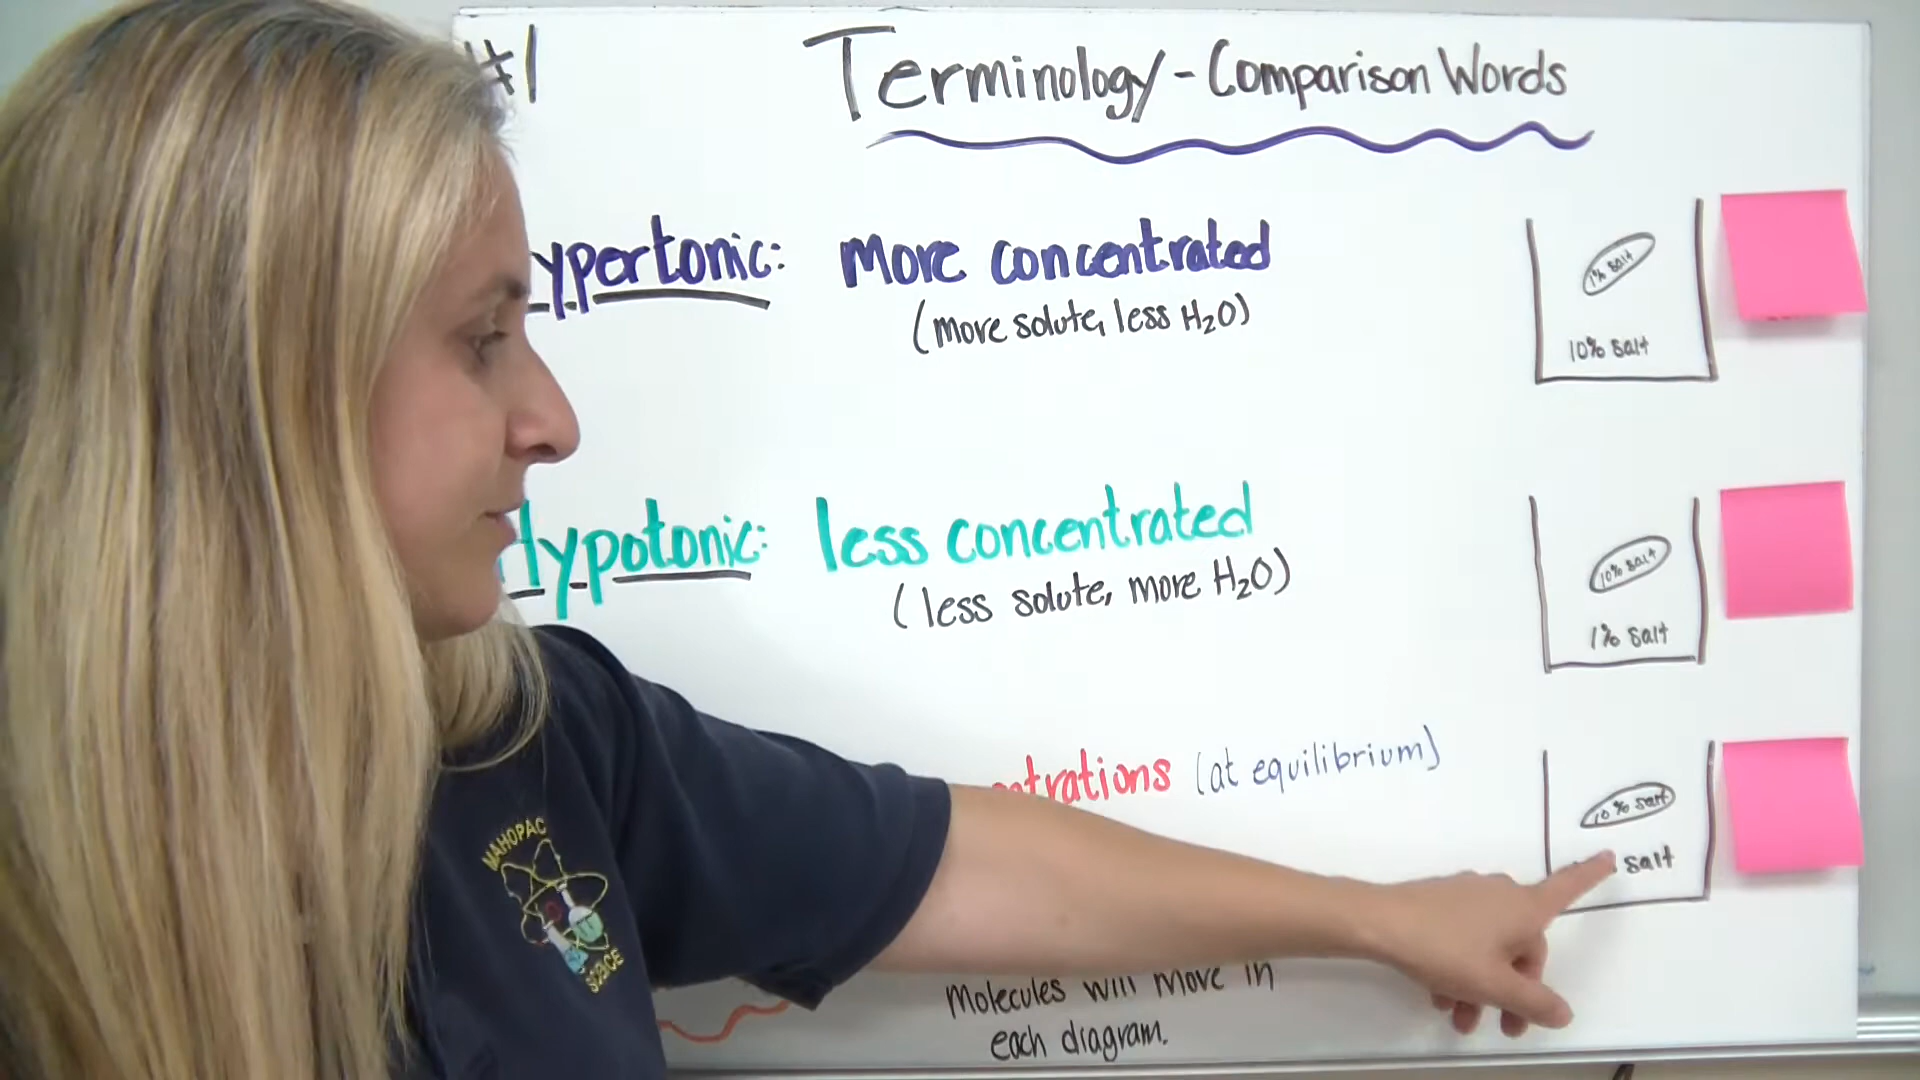 #1
Terminology - Comparison Words
ypertonic: more concentrated
(more solute, less H₂O)
1% salt
10% salt
Hypotonic: less concentrated
(less solute, more H₂O)
10% salt
1% salt
ntrations (at equilibrium)
10% salt
salt
Molecules will move in
each diagram.
MAHOPAC
SCIENCE